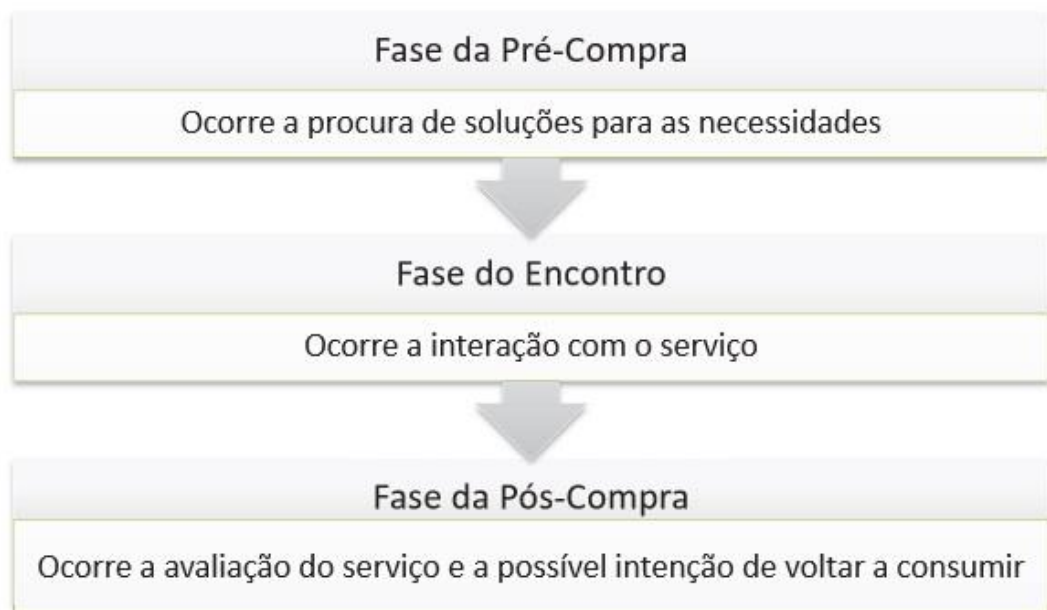 Fase da Pré-Compra
Ocorre a procura de soluções para as necessidades
Fase do Encontro
Ocorre a interação com o serviço
Fase da Pós-Compra
Ocorre a avaliação do serviço e a possível intenção de voltar a consumir